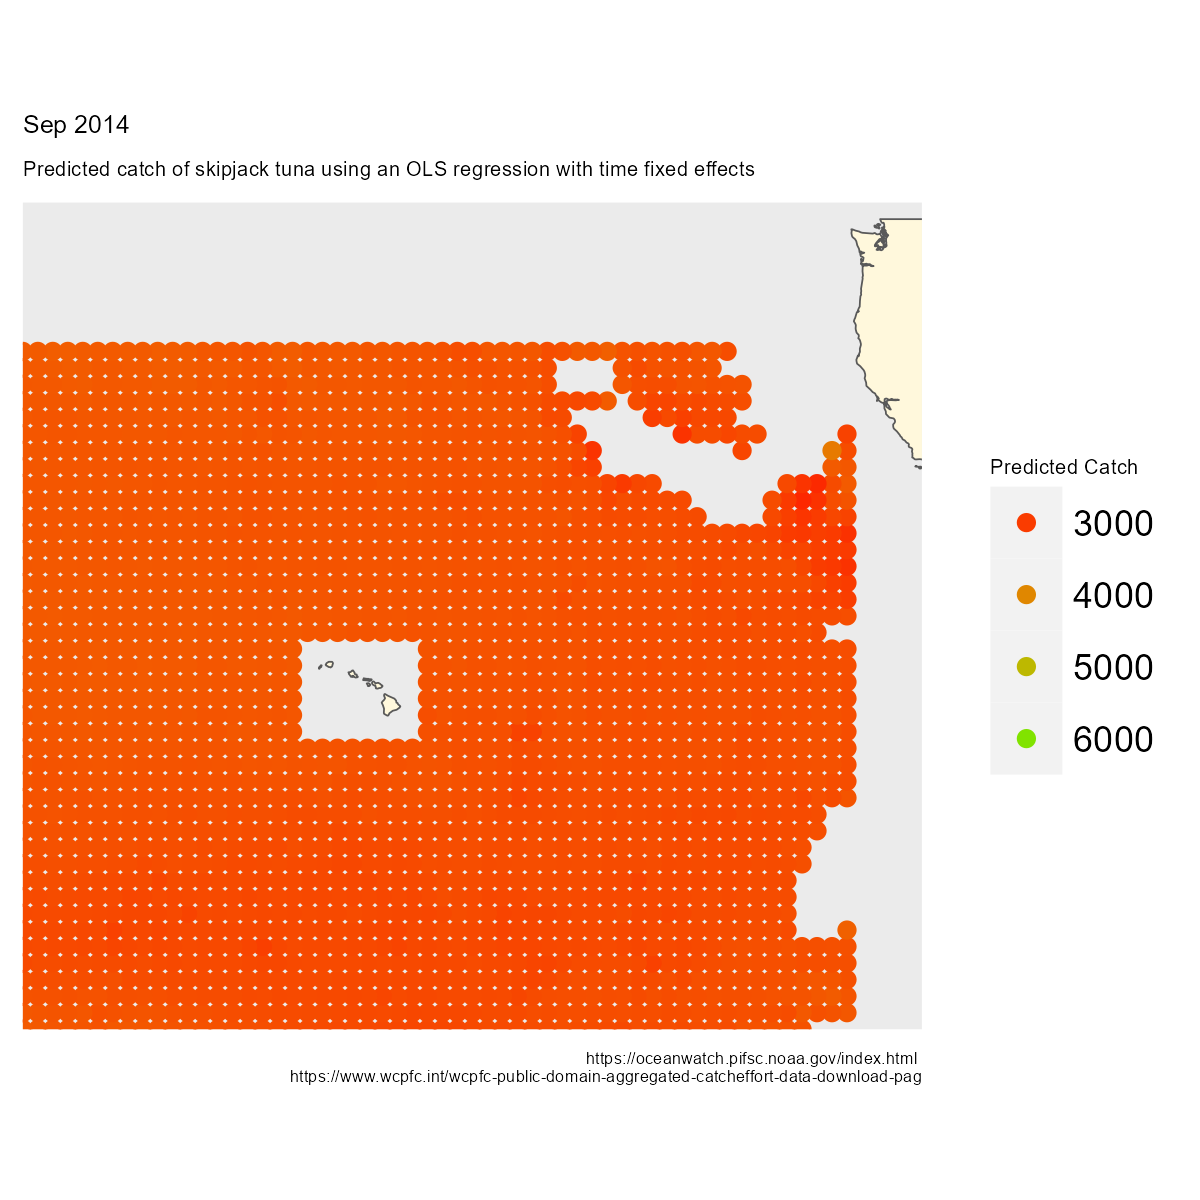 Sep 2014
Predicted catch of skipjack tuna using an OLS regression with time fixed effects
Predicted Catch
3000
4000
5000
6000
https://oceanwatch.pifsc.noaa.gov/index.html
https://www.wcpfc.int/wcpfc-public-domain-aggregated-catcheffort-data-download-pag